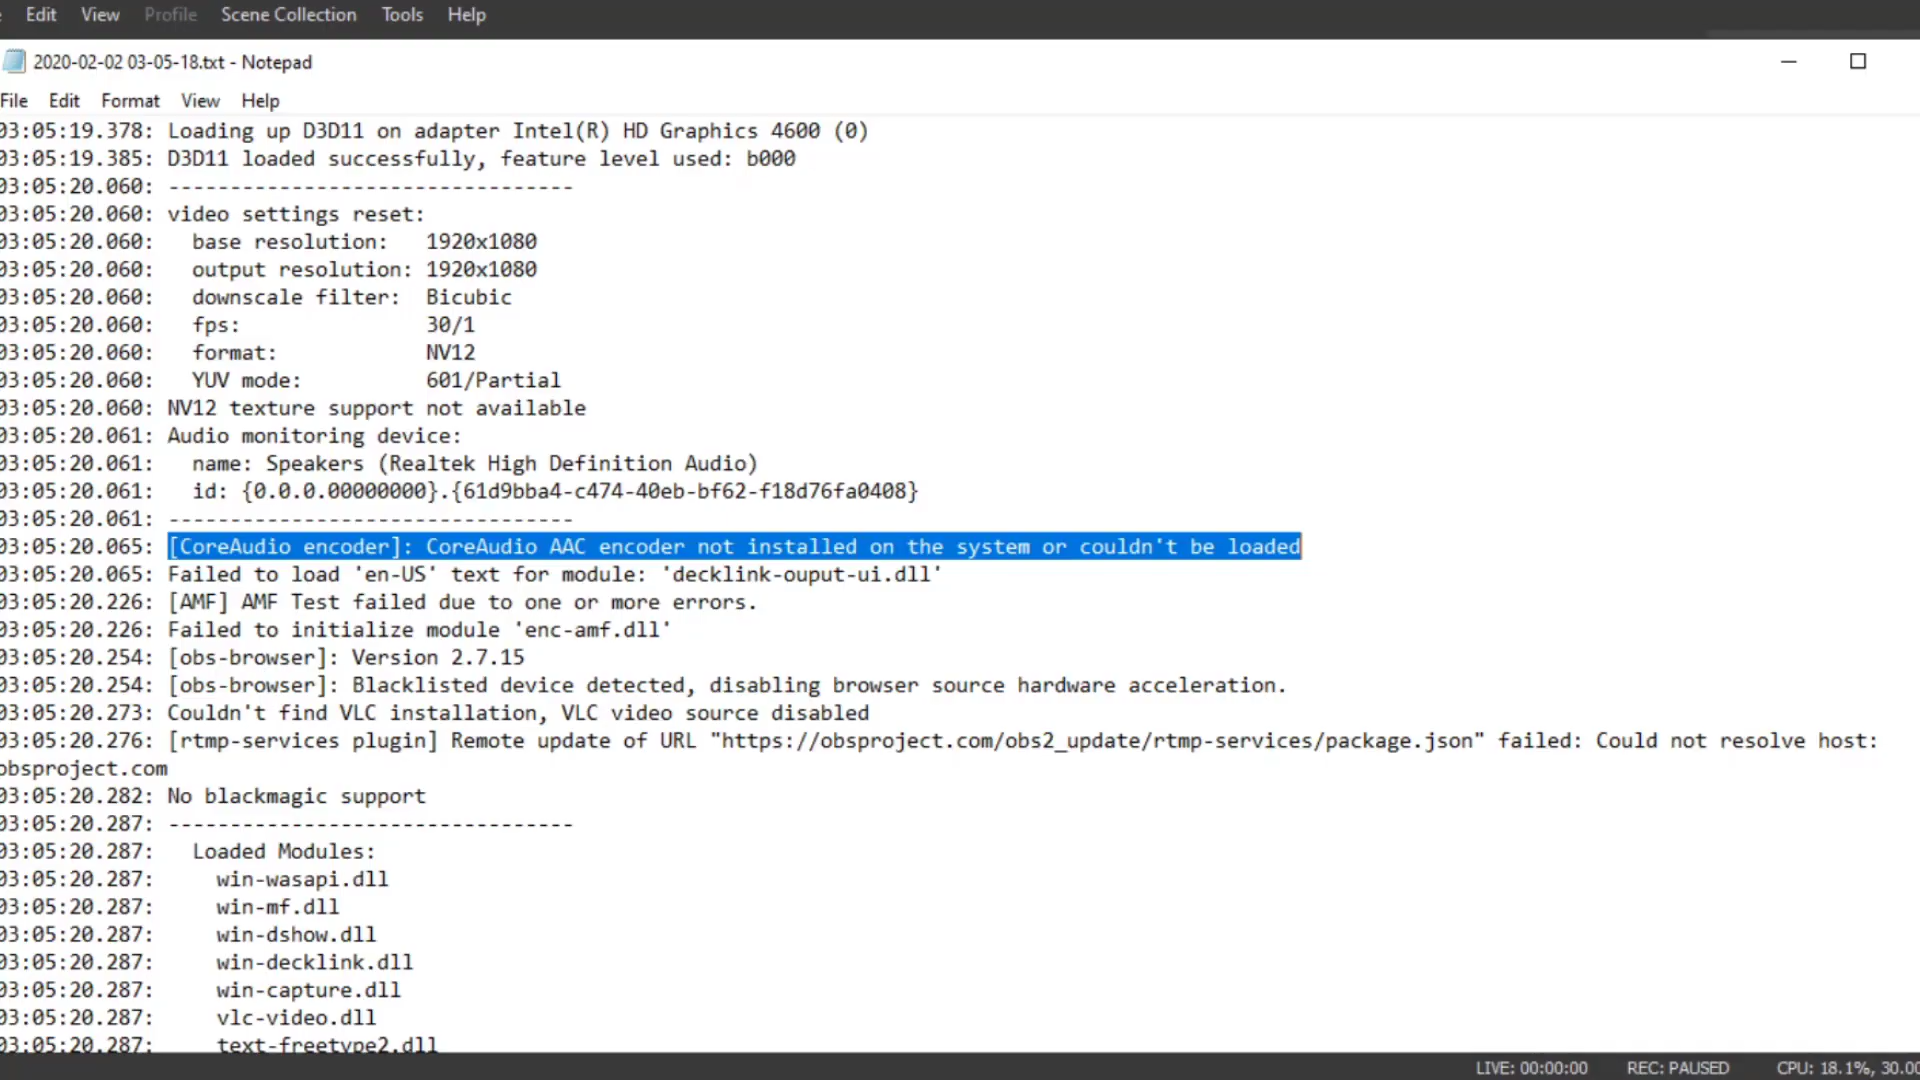 Edit View Profile Scene Collection Tools Help
2020-02-02 03-05-18.txt - Notepad
File Edit Format View Help
03:05:19.378: Loading up D3D11 on adapter Intel(R) HD Graphics 4600 (0)
03:05:19.385: D3D11 loaded successfully, feature level used: b000
03:05:20.060: ---------------------------------
03:05:20.060: video settings reset:
03:05:20.060:   base resolution:   1920x1080
03:05:20.060:   output resolution: 1920x1080
03:05:20.060:   downscale filter:  Bicubic
03:05:20.060:   fps:               30/1
03:05:20.060:   format:            NV12
03:05:20.060:   YUV mode:          601/Partial
03:05:20.060: NV12 texture support not available
03:05:20.061: Audio monitoring device:
03:05:20.061:   name: Speakers (Realtek High Definition Audio)
03:05:20.061:   id: {0.0.0.00000000}.{61d9bba4-c474-40eb-bf62-f18d76fa0408}
03:05:20.061: ---------------------------------
03:05:20.065: [CoreAudio encoder]: CoreAudio AAC encoder not installed on the system or couldn't be loaded
03:05:20.065: Failed to load 'en-US' text for module: 'decklink-ouput-ui.dll'
03:05:20.226: [AMF] AMF Test failed due to one or more errors.
03:05:20.226: Failed to initialize module 'enc-amf.dll'
03:05:20.254: [obs-browser]: Version 2.7.15
03:05:20.254: [obs-browser]: Blacklisted device detected, disabling browser source hardware acceleration.
03:05:20.273: Couldn't find VLC installation, VLC video source disabled
03:05:20.276: [rtmp-services plugin] Remote update of URL "https://obsproject.com/obs2_update/rtmp-services/package.json" failed: Could not resolve host:
obsproject.com
03:05:20.282: No blackmagic support
03:05:20.287: ---------------------------------
03:05:20.287:   Loaded Modules:
03:05:20.287:     win-wasapi.dll
03:05:20.287:     win-mf.dll
03:05:20.287:     win-dshow.dll
03:05:20.287:     win-decklink.dll
03:05:20.287:     win-capture.dll
03:05:20.287:     vlc-video.dll
03:05:20.287:     text-freetype2.dll
LIVE: 00:00:00 REC: PAUSED CPU: 18.1%, 30.00